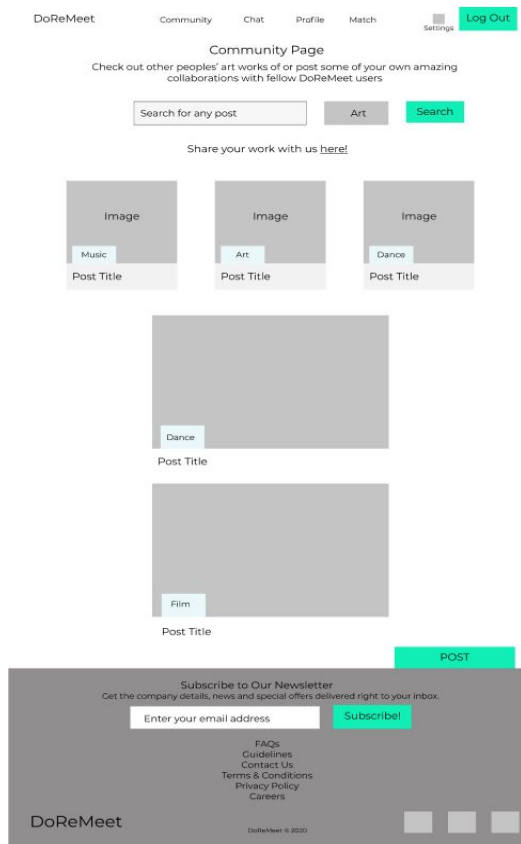 DoReMeet Community Chat Profile Match Settings Log Out
Community Page
Check out other peoples’ art works of or post some of your own amazing
collaborations with fellow DoReMeet users
Search for any post Art Search
Share your work with us here!
Image Image Image
Music Art Dance
Post Title Post Title Post Title
Dance
Post Title
Film
Post Title
POST
Subscribe to Our Newsletter
Get the company details, news and special offers delivered right to your inbox.
Enter your email address Subscribe!
FAQs
Guidelines
Contact Us
Terms & Conditions
Privacy Policy
Careers
DoReMeet DoReMeet © 2020